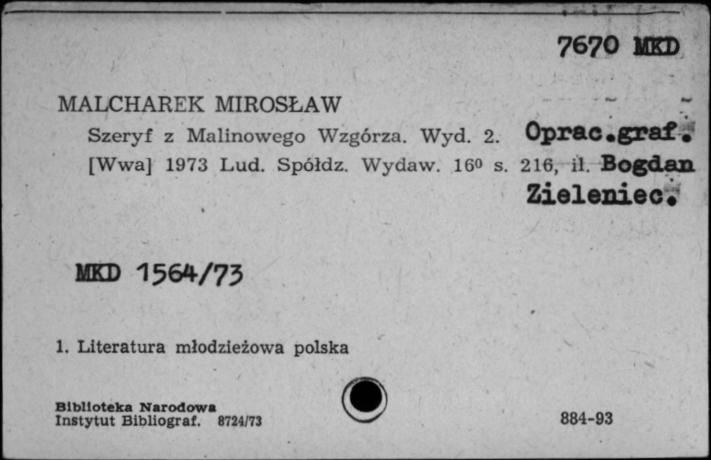 7670 MKD
MALCHAREK MIROSŁAW
Szeryf z Malinowego Wzgórza. Wyd. 2. Oprac.graf.
[Wwa] 1973 Lud. Spółdz. Wydaw. 16⁰ s. 216, il. Bogdan
Zieleniec.
MKD 1564/73
1. Literatura młodzieżowa polska
Biblioteka Narodowa
Instytut Bibliograf. 8724/73
884-93